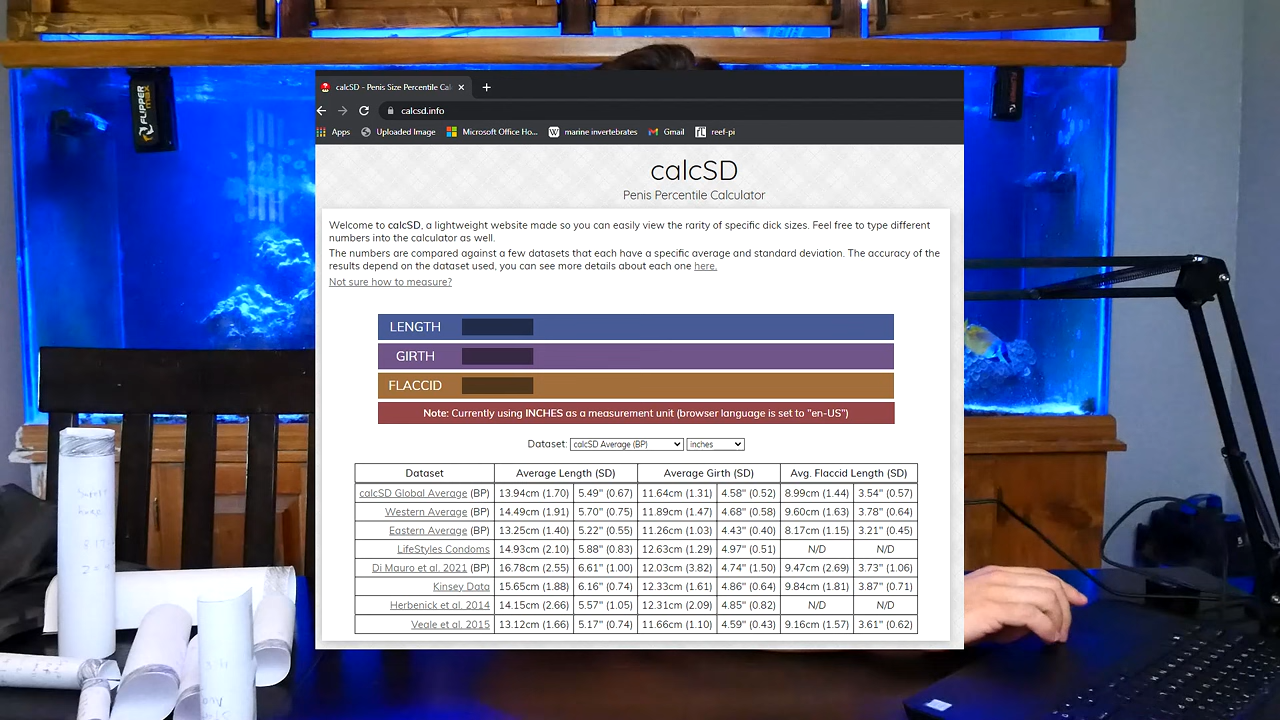 FLIPPER MAX
calcSD - Penis Size Percentile Cal
calcsd.info
Apps Uploaded Image Microsoft Office Ho... marine invertebrates Gmail reef-pi
calcSD
Penis Percentile Calculator
Welcome to calcSD, a lightweight website made so you can easily view the rarity of specific dick sizes. Feel free to type different
numbers into the calculator as well.
The numbers are compared against a few datasets that each have a specific average and standard deviation. The accuracy of the
results depend on the dataset used, you can see more details about each one here.
Not sure how to measure?
LENGTH
GIRTH
FLACCID
Note: Currently using INCHES as a measurement unit (browser language is set to "en-US")
Dataset: calcSD Average (BP) inches
Dataset Average Length (SD) Average Girth (SD) Avg. Flaccid Length (SD)
calcSD Global Average (BP) 13.94cm (1.70) 5.49" (0.67) 11.64cm (1.31) 4.58" (0.52) 8.99cm (1.44) 3.54" (0.57)
Western Average (BP) 14.49cm (1.91) 5.70" (0.75) 11.89cm (1.47) 4.68" (0.58) 9.60cm (1.63) 3.78" (0.64)
Eastern Average (BP) 13.25cm (1.40) 5.22" (0.55) 11.26cm (1.03) 4.43" (0.40) 8.17cm (1.15) 3.21" (0.45)
LifeStyles Condoms 14.93cm (2.10) 5.88" (0.83) 12.63cm (1.29) 4.97" (0.51) N/D N/D
Di Mauro et al. 2021 (BP) 16.78cm (2.55) 6.61" (1.00) 12.03cm (3.82) 4.74" (1.50) 9.47cm (2.69) 3.73" (1.06)
Kinsey Data 15.65cm (1.88) 6.16" (0.74) 12.33cm (1.61) 4.86" (0.64) 9.84cm (1.81) 3.87" (0.71)
Herbenick et al. 2014 14.15cm (2.66) 5.57" (1.05) 12.31cm (2.09) 4.85" (0.82) N/D N/D
Veale et al. 2015 13.12cm (1.66) 5.17" (0.74) 11.66cm (1.10) 4.59" (0.43) 9.16cm (1.57) 3.61" (0.62)